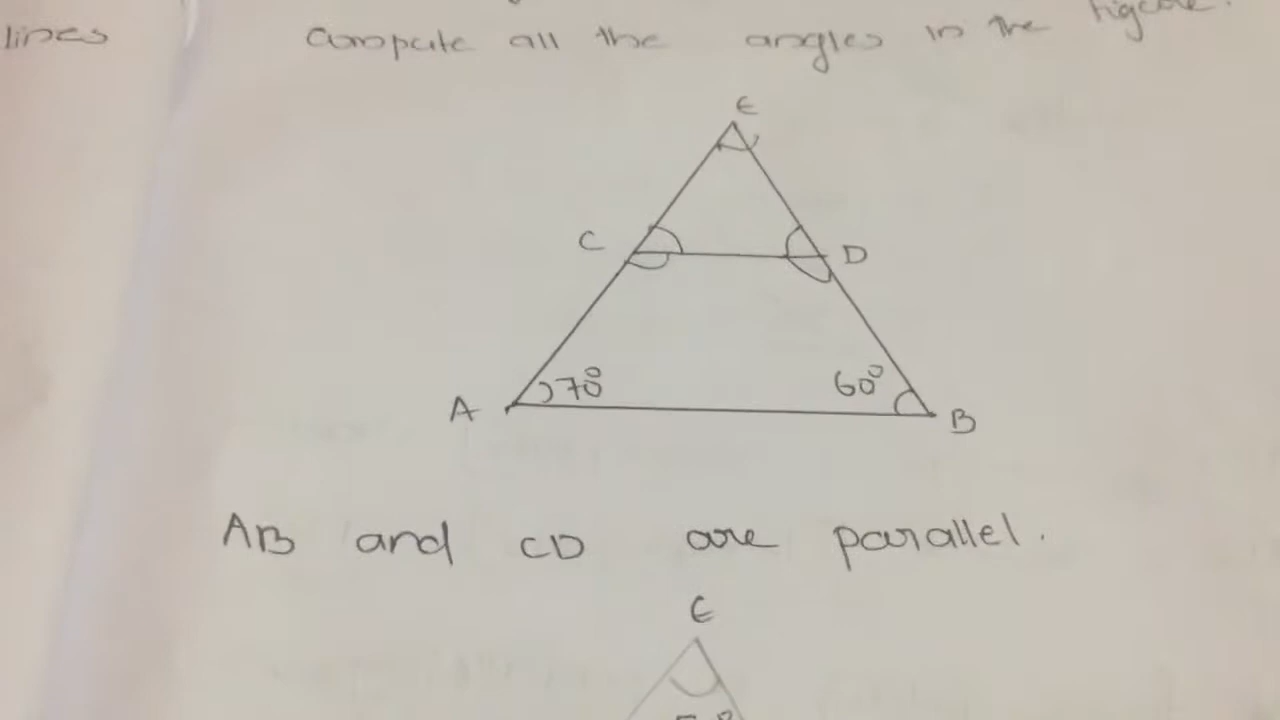 lines
compute all the angles in the figure.
E
C
D
70°
60°
A
B
AB and CD are parallel.
E